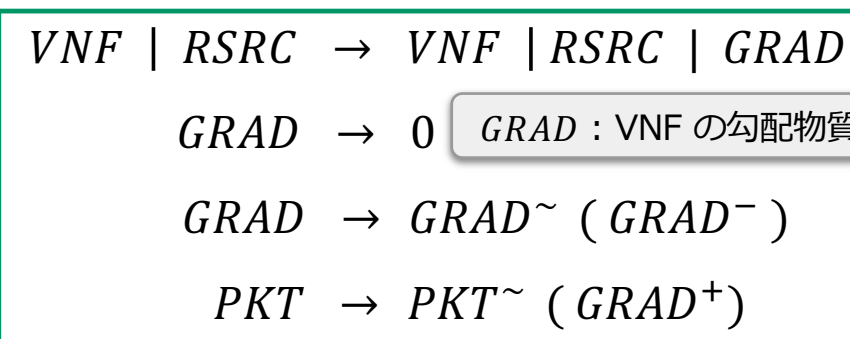 VNF | RSRC → VNF | RSRC | GRAD
GRAD → 0
GRAD：VNF の勾配物質
GRAD → GRAD~ ( GRAD⁻ )
PKT → PKT~ ( GRAD⁺)